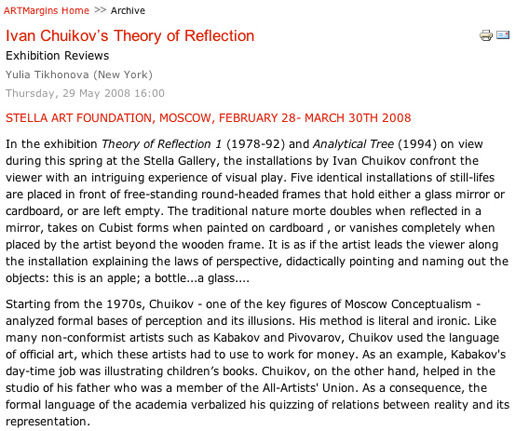 ARTMargins Home >> Archive
Ivan Chuikov's Theory of Reflection
Exhibition Reviews
Yulia Tikhonova (New York)
Thursday, 29 May 2008 16:00
STELLA ART FOUNDATION, MOSCOW, FEBRUARY 28- MARCH 30TH 2008
In the exhibition Theory of Reflection 1 (1978-92) and Analytical Tree (1994) on view
during this spring at the Stella Gallery, the installations by Ivan Chuikov confront the
viewer with an intriguing experience of visual play. Five identical installations of still-lifes
are placed in front of free-standing round-headed frames that hold either a glass mirror or
cardboard, or are left empty. The traditional nature morte doubles when reflected in a
mirror, takes on Cubist forms when painted on cardboard , or vanishes completely when
placed by the artist beyond the wooden frame. It is as if the artist leads the viewer along
the installation explaining the laws of perspective, didactically pointing and naming out the
objects: this is an apple; a bottle...a glass....
Starting from the 1970s, Chuikov - one of the key figures of Moscow Conceptualism -
analyzed formal bases of perception and its illusions. His method is literal and ironic. Like
many non-conformist artists such as Kabakov and Pivovarov, Chuikov used the language
of official art, which these artists had to use to work for money. As an example, Kabakov's
day-time job was illustrating children's books. Chuikov, on the other hand, helped in the
studio of his father who was a member of the All-Artists' Union. As a consequence, the
formal language of the academia verbalized his quizzing of relations between reality and its
representation.